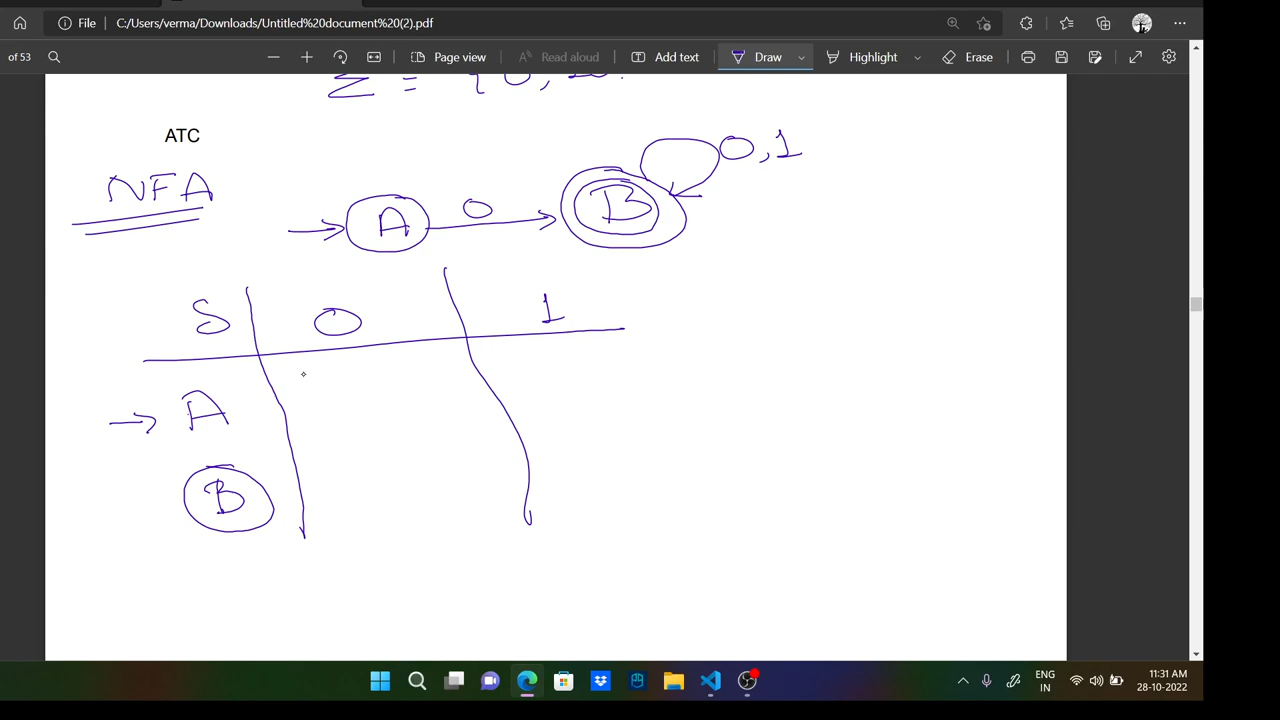 File C:/Users/verma/Downloads/Untitled%20document%20(2).pdf
of 53 Page view Read aloud Add text Draw Highlight Erase
Σ =
ATC
NFA
A 0 B 0,1
δ 0 1
→ A
B
ENG
IN
11:31 AM
28-10-2022